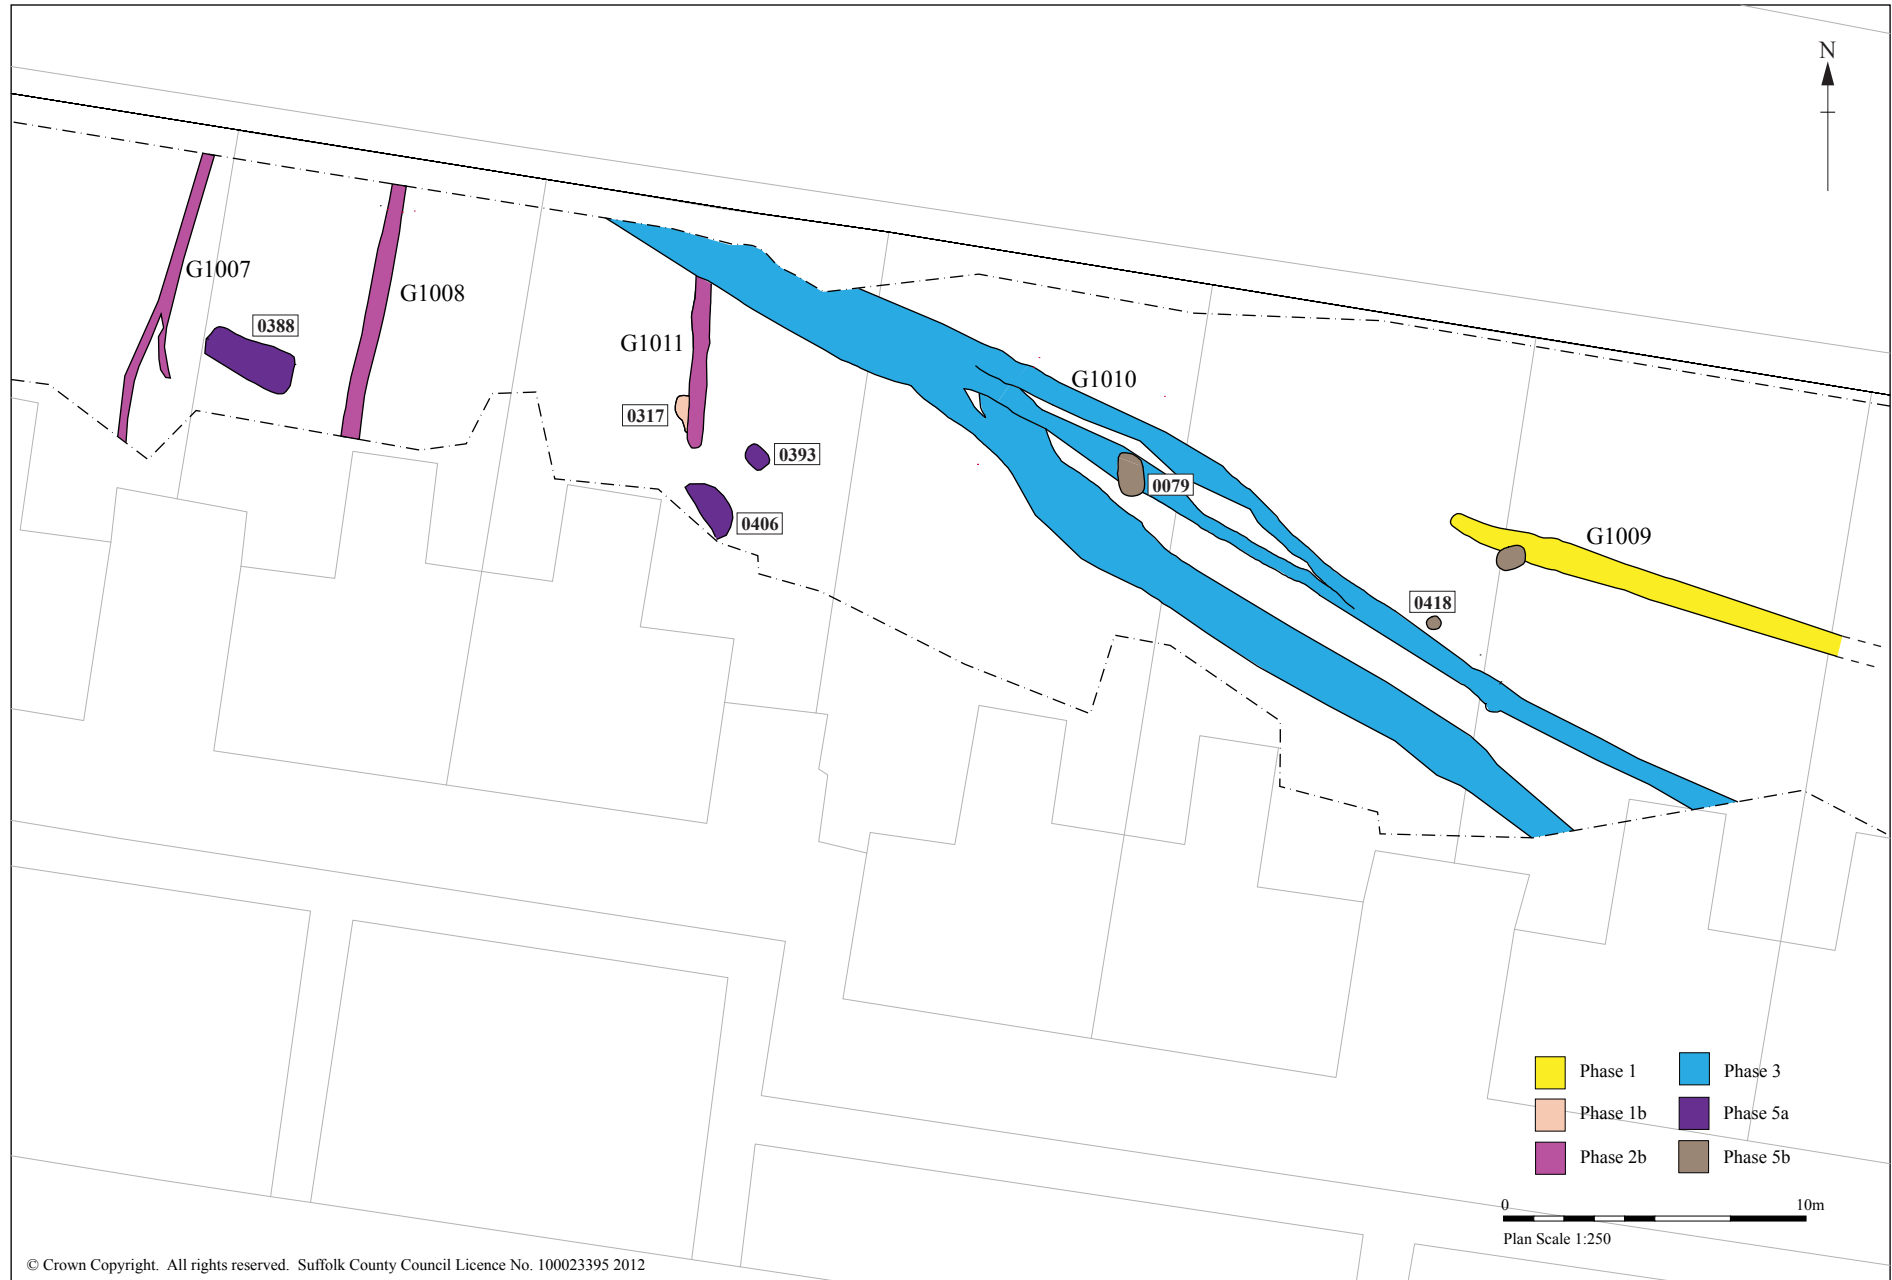 N
G1007
G1008
0388
G1011
G1010
0317
0393
0079
0406
G1009
0418
Phase 1
Phase 3
Phase 1b
Phase 5a
Phase 2b
Phase 5b
0 10m
Plan Scale 1:250
© Crown Copyright. All rights reserved. Suffolk County Council Licence No. 100023395 2012